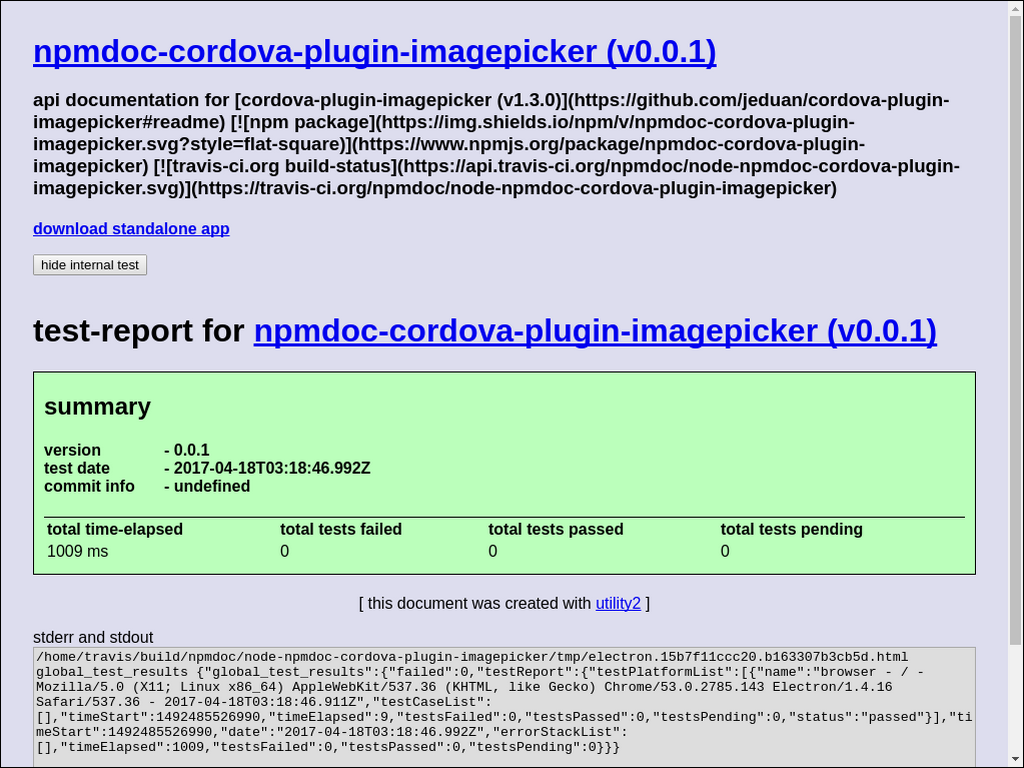 npmdoc-cordova-plugin-imagepicker (v0.0.1)
api documentation for [cordova-plugin-imagepicker (v1.3.0)](https://github.com/jeduan/cordova-plugin-
imagepicker#readme) [![npm package](https://img.shields.io/npm/v/npmdoc-cordova-plugin-
imagepicker.svg?style=flat-square)](https://www.npmjs.org/package/npmdoc-cordova-plugin-
imagepicker) [![travis-ci.org build-status](https://api.travis-ci.org/npmdoc/node-npmdoc-cordova-plugin-
imagepicker.svg)](https://travis-ci.org/npmdoc/node-npmdoc-cordova-plugin-imagepicker)
download standalone app
hide internal test
test-report for npmdoc-cordova-plugin-imagepicker (v0.0.1)
summary
version - 0.0.1
test date - 2017-04-18T03:18:46.992Z
commit info - undefined
total time-elapsed total tests failed total tests passed total tests pending
1009 ms 0 0 0
[ this document was created with utility2 ]
stderr and stdout
/home/travis/build/npmdoc/node-npmdoc-cordova-plugin-imagepicker/tmp/electron.15b7f11ccc20.b163307b3cb5d.html
global_test_results {"global_test_results":{"failed":0,"testReport":{"testPlatformList":[{"name":"browser - / -
Mozilla/5.0 (X11; Linux x86_64) AppleWebKit/537.36 (KHTML, like Gecko) Chrome/53.0.2785.143 Electron/1.4.16
Safari/537.36 - 2017-04-18T03:18:46.911Z","testCaseList":
[],"timeStart":1492485526990,"timeElapsed":9,"testsFailed":0,"testsPassed":0,"testsPending":0,"status":"passed"}],"ti
meStart":1492485526990,"date":"2017-04-18T03:18:46.992Z","errorStackList":
[],"timeElapsed":1009,"testsFailed":0,"testsPassed":0,"testsPending":0}}}